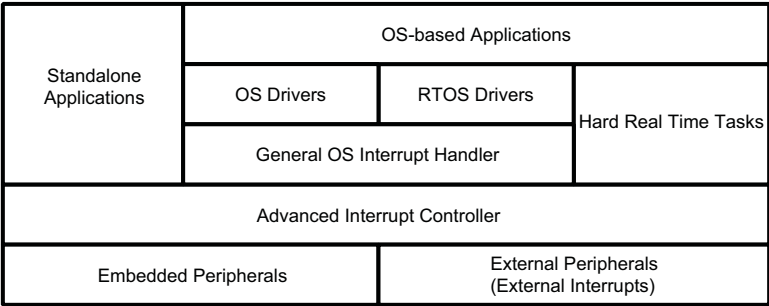 OS-based Applications
Standalone
Applications
OS Drivers
RTOS Drivers
Hard Real Time Tasks
General OS Interrupt Handler
Advanced Interrupt Controller
Embedded Peripherals
External Peripherals
(External Interrupts)